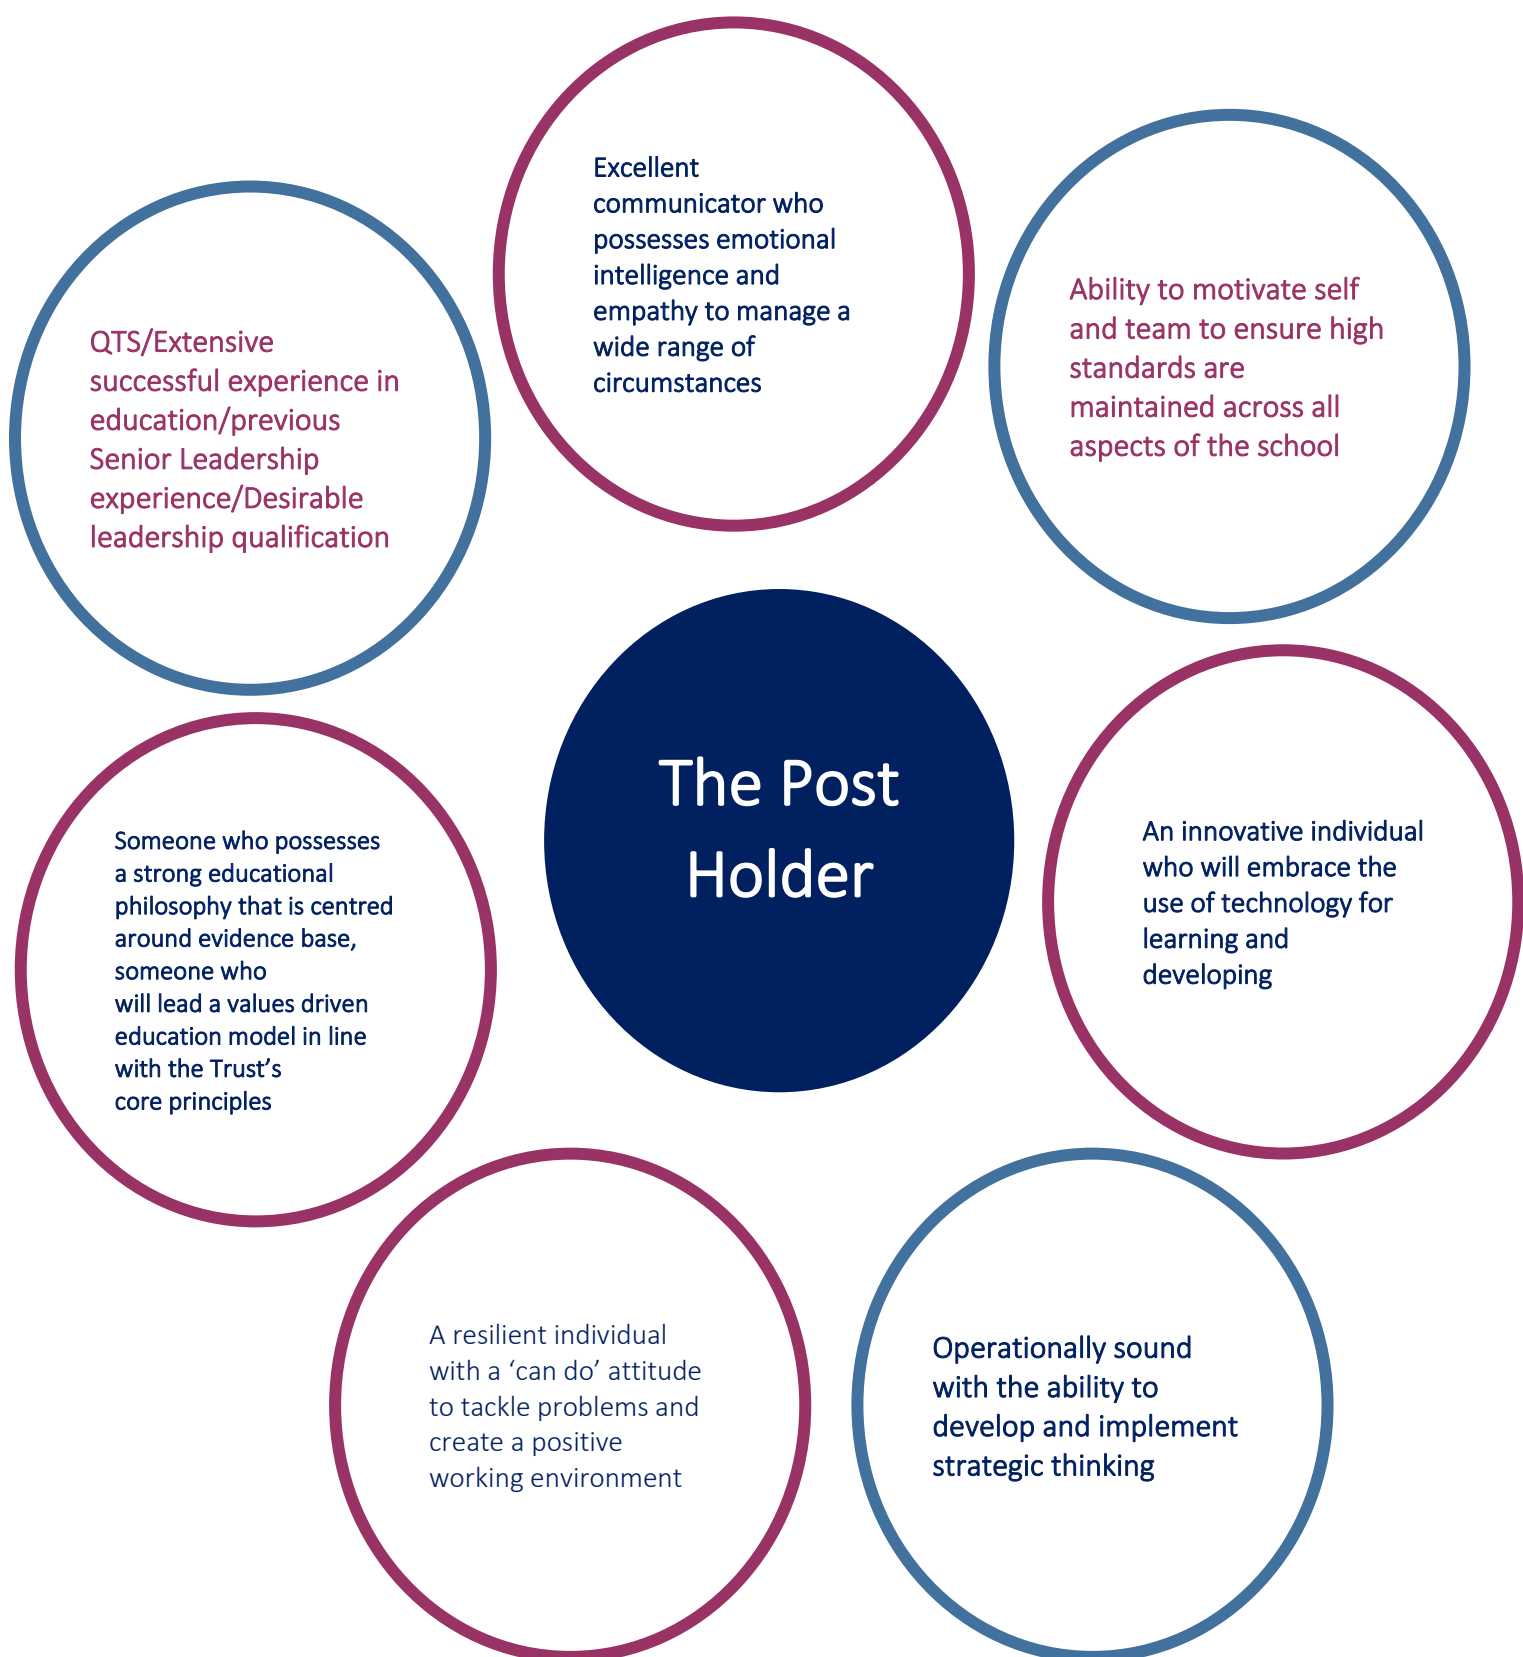 Excellent
communicator who
possesses emotional
intelligence and
empathy to manage a
wide range of
circumstances
Ability to motivate self
and team to ensure high
standards are
maintained across all
aspects of the school
QTS/Extensive
successful experience in
education/previous
Senior Leadership
experience/Desirable
leadership qualification
The Post
Holder
An innovative individual
who will embrace the
use of technology for
learning and
developing
Someone who possesses
a strong educational
philosophy that is centred
around evidence base,
someone who
will lead a values driven
education model in line
with the Trust’s
core principles
A resilient individual
with a ‘can do’ attitude
to tackle problems and
create a positive
working environment
Operationally sound
with the ability to
develop and implement
strategic thinking